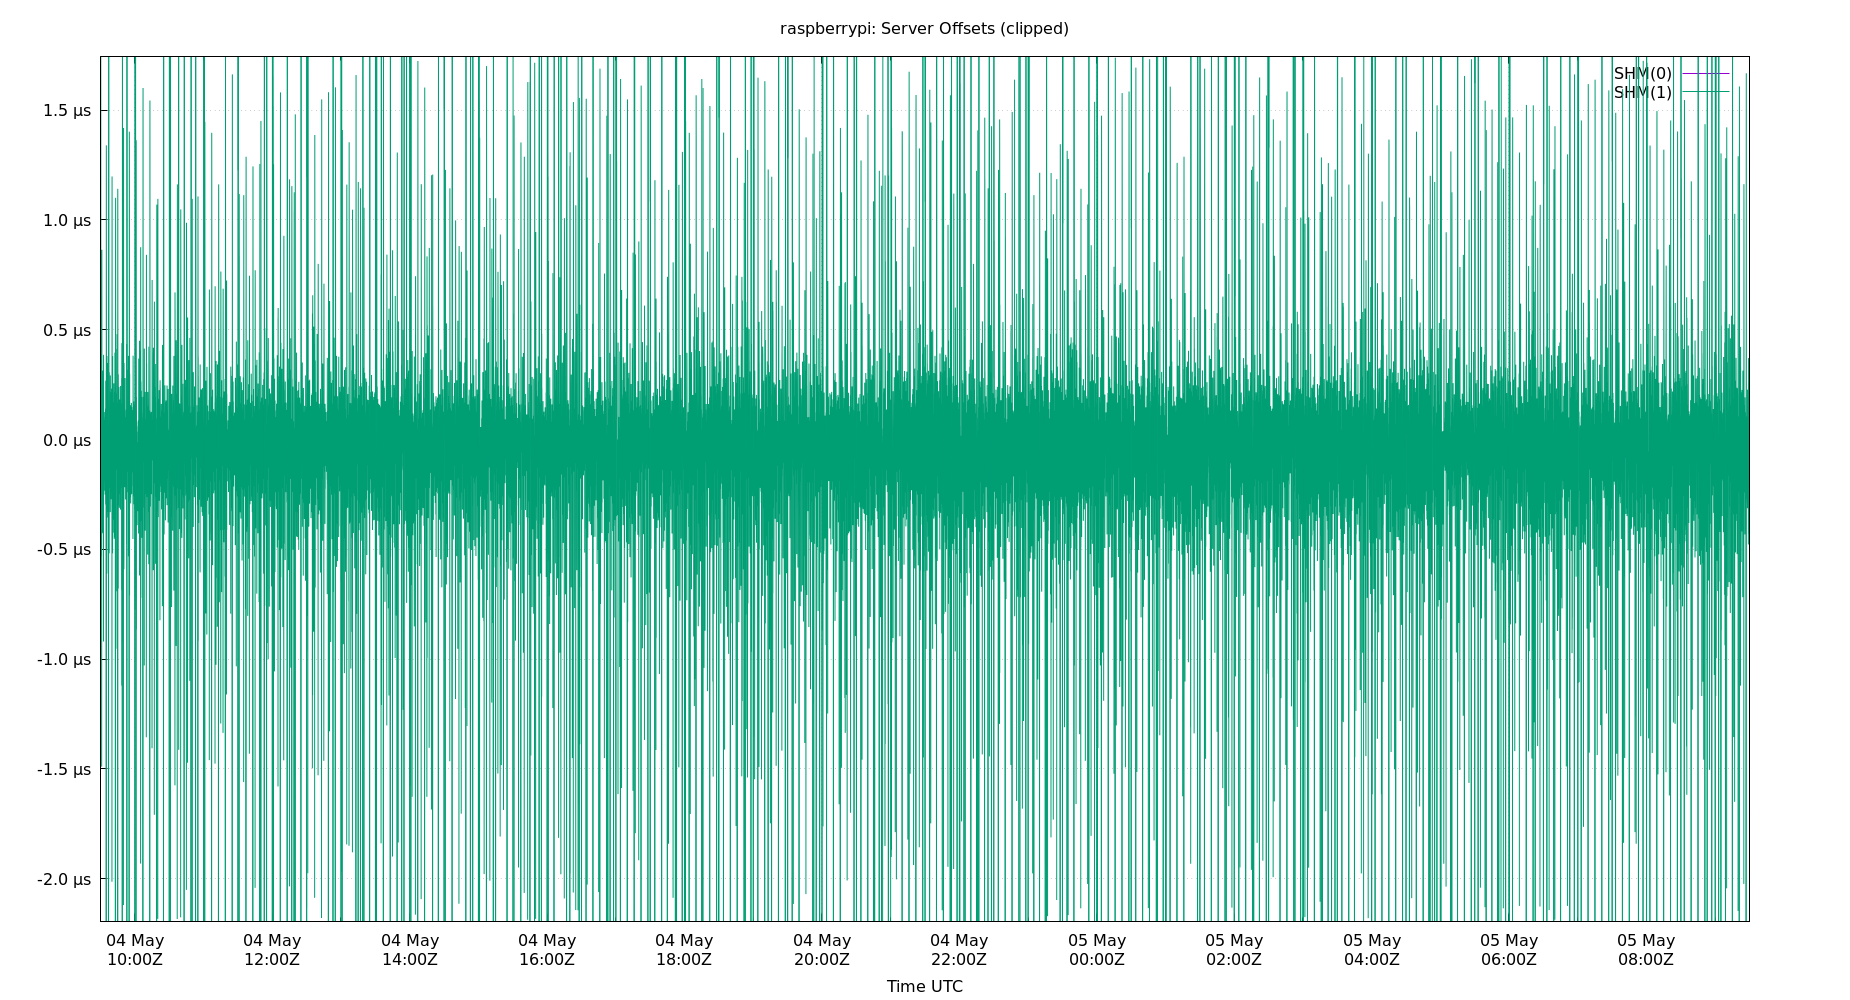 raspberrypi: Server Offsets (clipped)
SHM(0)
SHM(1)
1.5 µs
1.0 µs
0.5 µs
0.0 µs
-0.5 µs
-1.0 µs
-1.5 µs
-2.0 µs
04 May 04 May 04 May 04 May 04 May 04 May 04 May 05 May 05 May 05 May 05 May 05 May
10:00Z 12:00Z 14:00Z 16:00Z 18:00Z 20:00Z 22:00Z 00:00Z 02:00Z 04:00Z 06:00Z 08:00Z
Time UTC